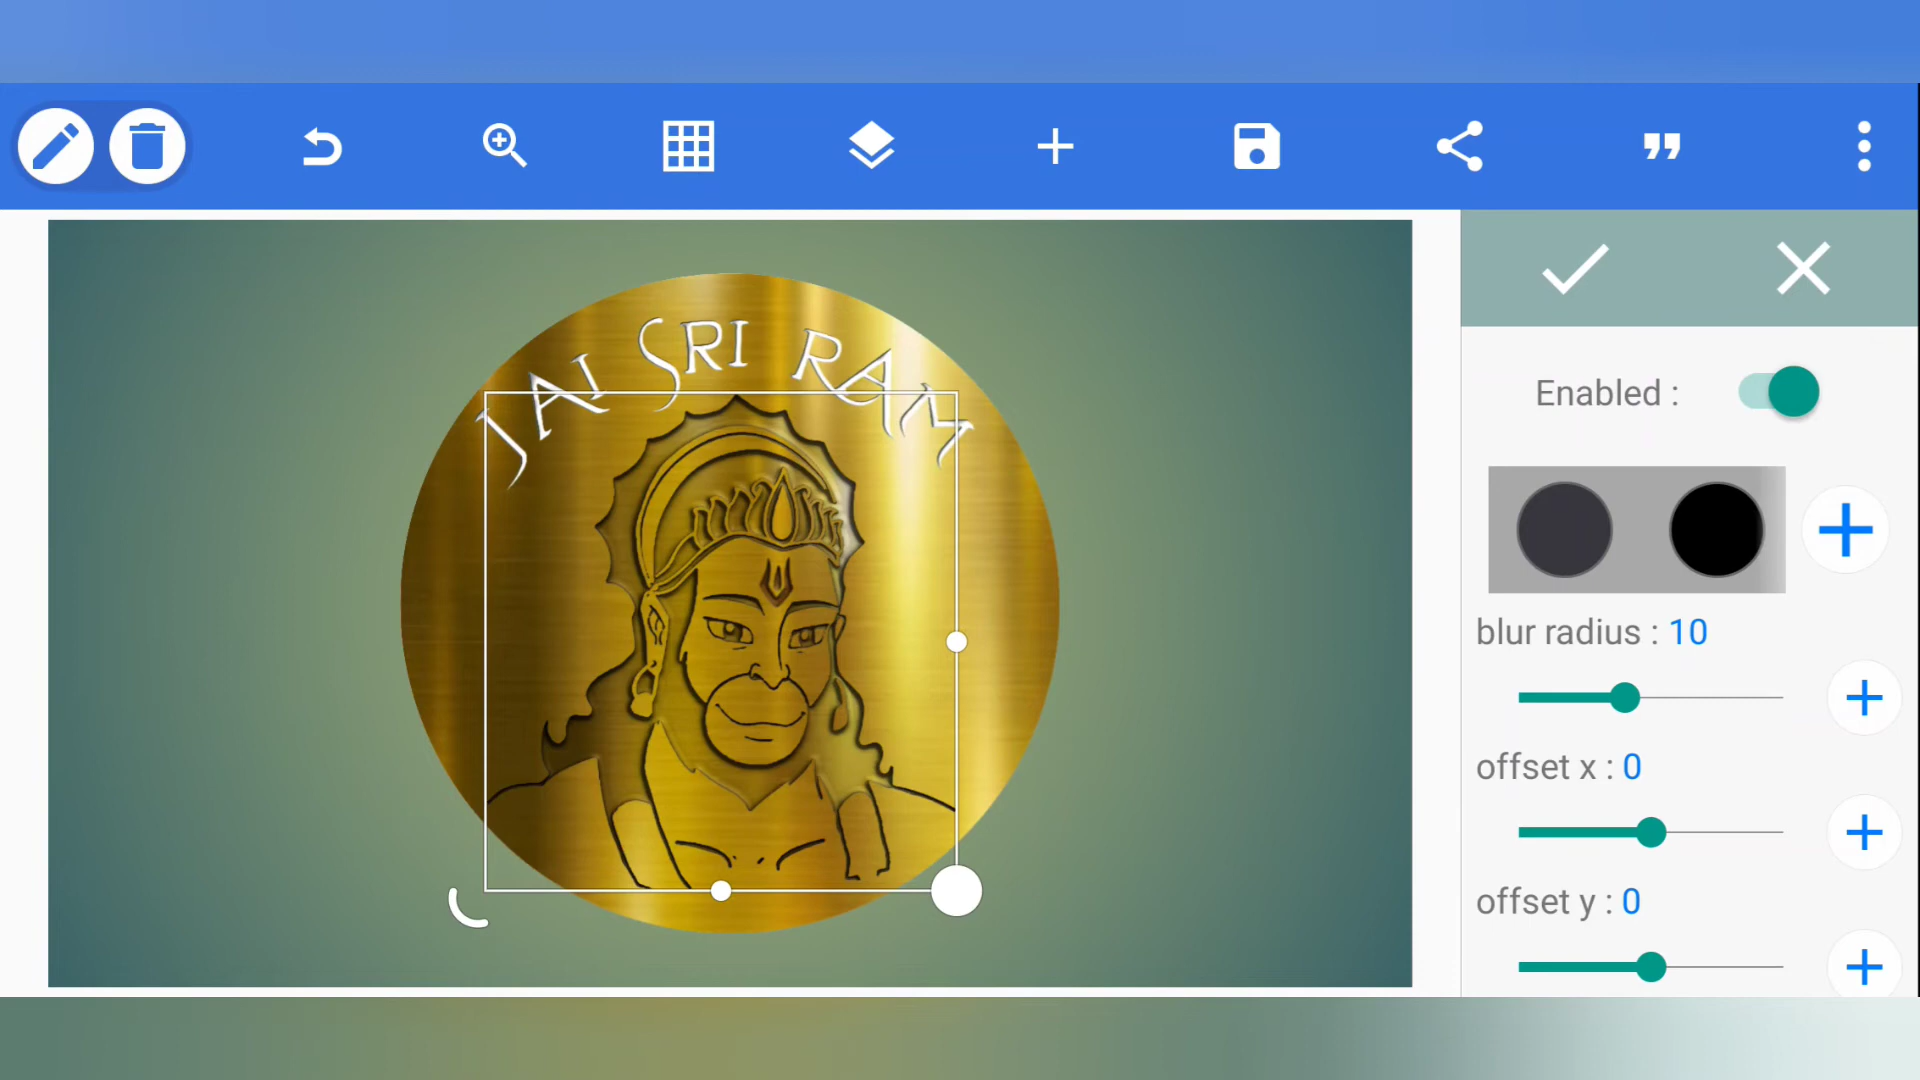 JAI SRI RAM
Enabled :
blur radius : 10
offset x : 0
offset y : 0